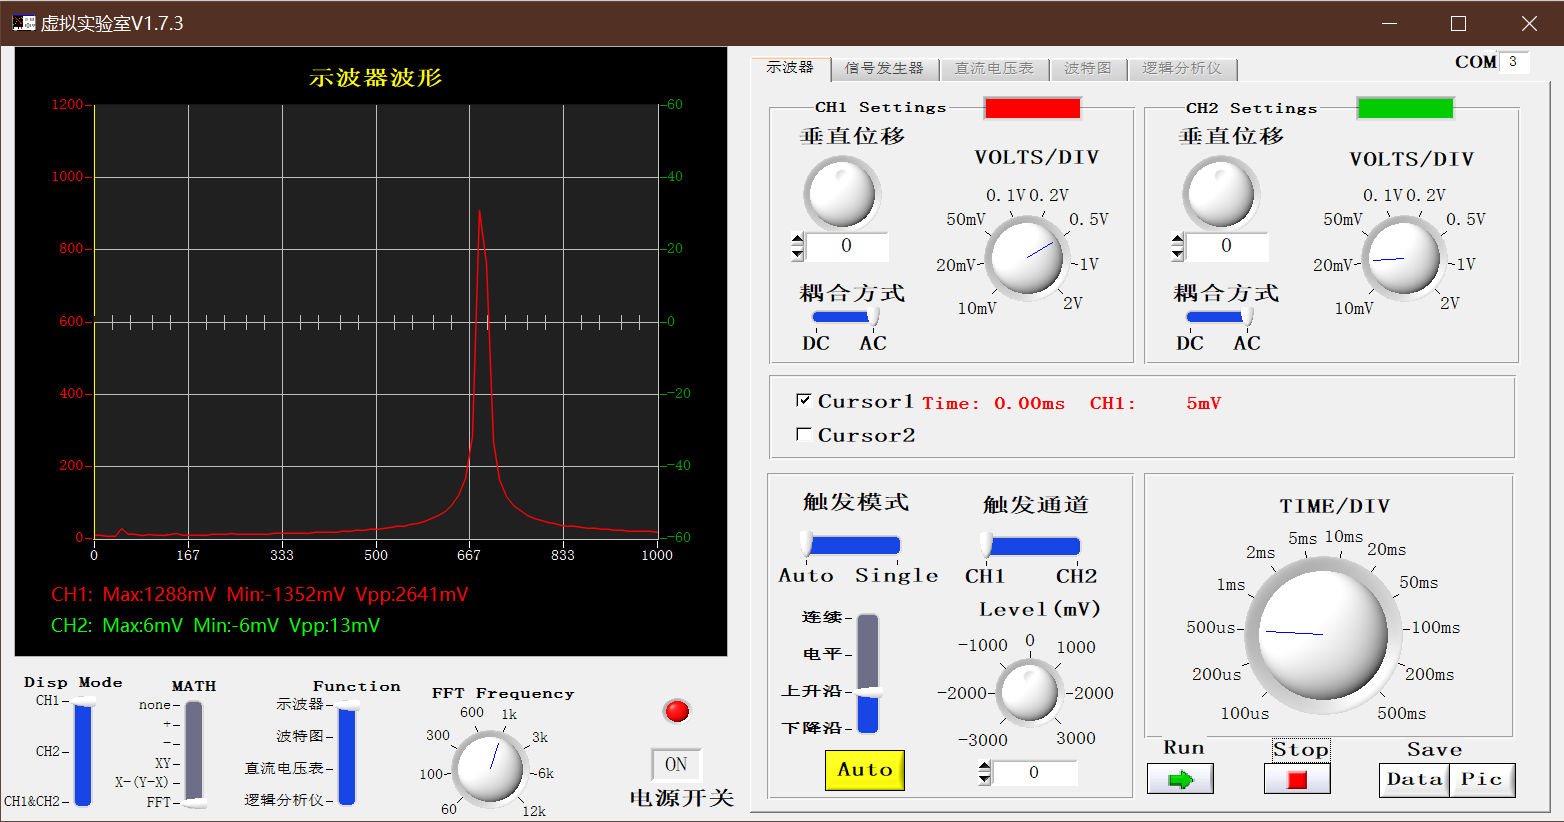 虚拟实验室V1.7.3
示波器波形
1200
1000
800
600
400
200
0
60
40
20
0
-20
-40
-60
0 167 333 500 667 833 1000
CH1: Max:1288mV Min:-1352mV Vpp:2641mV
CH2: Max:6mV Min:-6mV Vpp:13mV
Disp Mode
CH1
CH2
CH1&CH2
MATH
none
+
-
XY
X-(Y-X)
FFT
Function
示波器
波特图
直流电压表
逻辑分析仪
FFT Frequency
600 1k
300 3k
100 6k
60 12k
ON
电源开关
示波器 信号发生器 直流电压表 波特图 逻辑分析仪
COM 3
CH1 Settings
垂直位移
0
耦合方式
DC AC
VOLTS/DIV
0.1V 0.2V
50mV 0.5V
20mV 1V
10mV 2V
CH2 Settings
垂直位移
0
耦合方式
DC AC
VOLTS/DIV
0.1V 0.2V
50mV 0.5V
20mV 1V
10mV 2V
Cursor1 Time: 0.00ms CH1: 5mV
Cursor2
触发模式
Auto Single
触发通道
CH1 CH2
连续
电平
上升沿
下降沿
Auto
Level(mV)
0
-1000 1000
-2000 2000
-3000 3000
0
TIME/DIV
5ms 10ms
2ms 20ms
1ms 50ms
500us 100ms
200us 200ms
100us 500ms
Run Stop Save
Data Pic